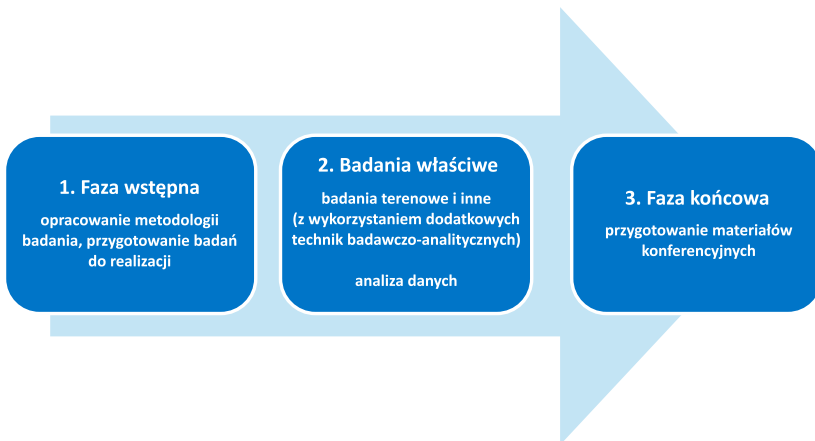 1. Faza wstępna
opracowanie metodologii
badania, przygotowanie badań
do realizacji
2. Badania właściwe
badania terenowe i inne
(z wykorzystaniem dodatkowych
technik badawczo-analitycznych)
analiza danych
3. Faza końcowa
przygotowanie materiałów
konferencyjnych